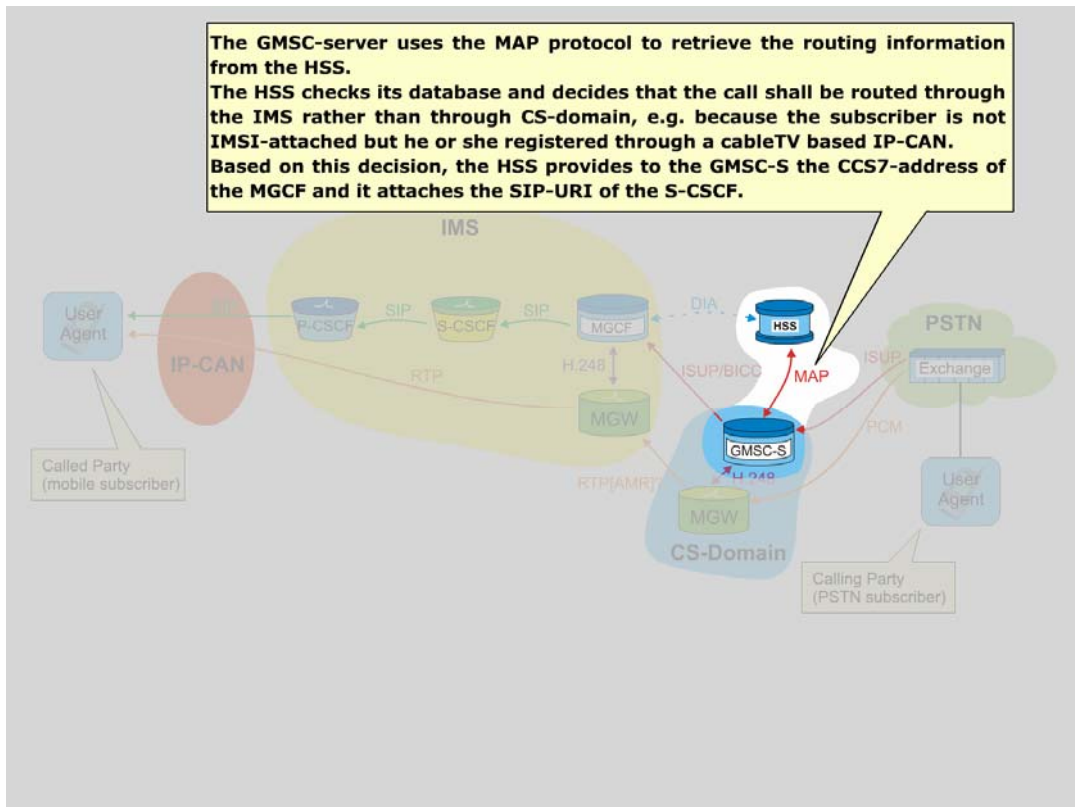 The GMSC-server uses the MAP protocol to retrieve the routing information
from the HSS.
The HSS checks its database and decides that the call shall be routed through
the IMS rather than through CS-domain, e.g. because the subscriber is not
IMSI-attached but he or she registered through a cableTV based IP-CAN.
Based on this decision, the HSS provides to the GMSC-S the CCS7-address of
the MGCF and it attaches the SIP-URI of the S-CSCF.
IMS
User
Agent
SIP
P-CSCF
SIP
S-CSCF
SIP
MGCF
DIA
HSS
PSTN
IP-CAN
RTP
H.248
ISUP/BICC
MAP
ISUP
Exchange
MGW
GMSC-S
PCM
Called Party
(mobile subscriber)
RTP[AMR]
H.248
MGW
User
Agent
CS-Domain
Calling Party
(PSTN subscriber)